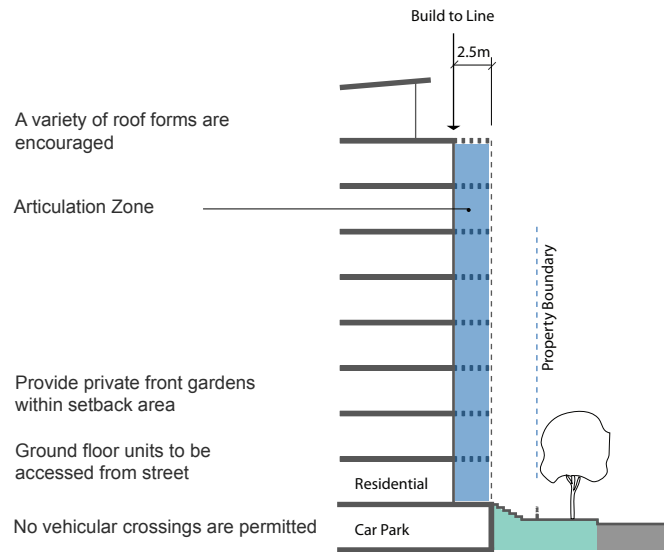 Build to Line
2.5m
A variety of roof forms are
encouraged
Articulation Zone
Property Boundary
Provide private front gardens
within setback area
Ground floor units to be
accessed from street
Residential
No vehicular crossings are permitted
Car Park